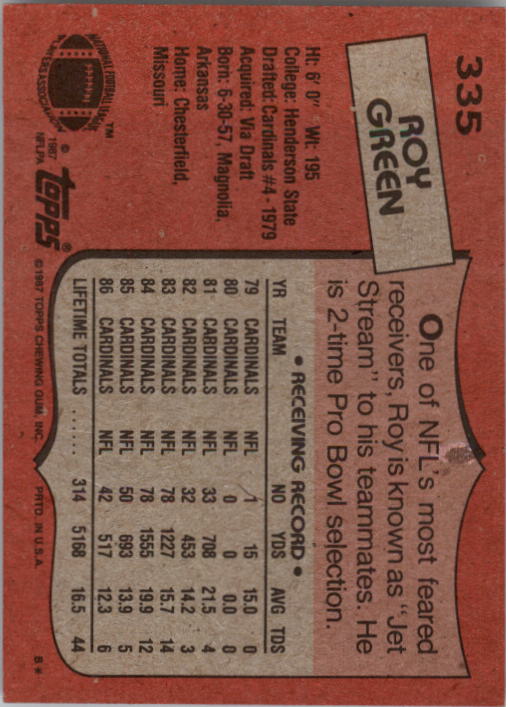 335
ROY
GREEN
Ht: 6' 0" Wt: 195
College: Henderson State
Drafted: Cardinals #4 - 1979
Acquired: Via Draft
Born: 6-30-57, Magnolia,
Arkansas
Home: Chesterfield,
Missouri
NATIONAL FOOTBALL LEAGUE
PLAYERS ASSOCIATION
™
© 1987
NFLPA
topps®
One of NFL's most feared
receivers, Roy is known as "Jet
Stream" to his teammates. He
is 2-time Pro Bowl selection.
• RECEIVING RECORD •
YR TEAM NO YDS AVG TDS
79 CARDINALS NFL 1 15 15.0 0
80 CARDINALS NFL 0 0 0.0 0
81 CARDINALS NFL 33 708 21.5 4
82 CARDINALS NFL 32 453 14.2 3
83 CARDINALS NFL 78 1227 15.7 14
84 CARDINALS NFL 78 1555 19.9 12
85 CARDINALS NFL 50 693 13.9 5
86 CARDINALS NFL 42 517 12.3 6
LIFETIME TOTALS ...... 314 5168 16.5 44
© 1987 TOPPS CHEWING GUM, INC. PRTD IN U.S.A. B*